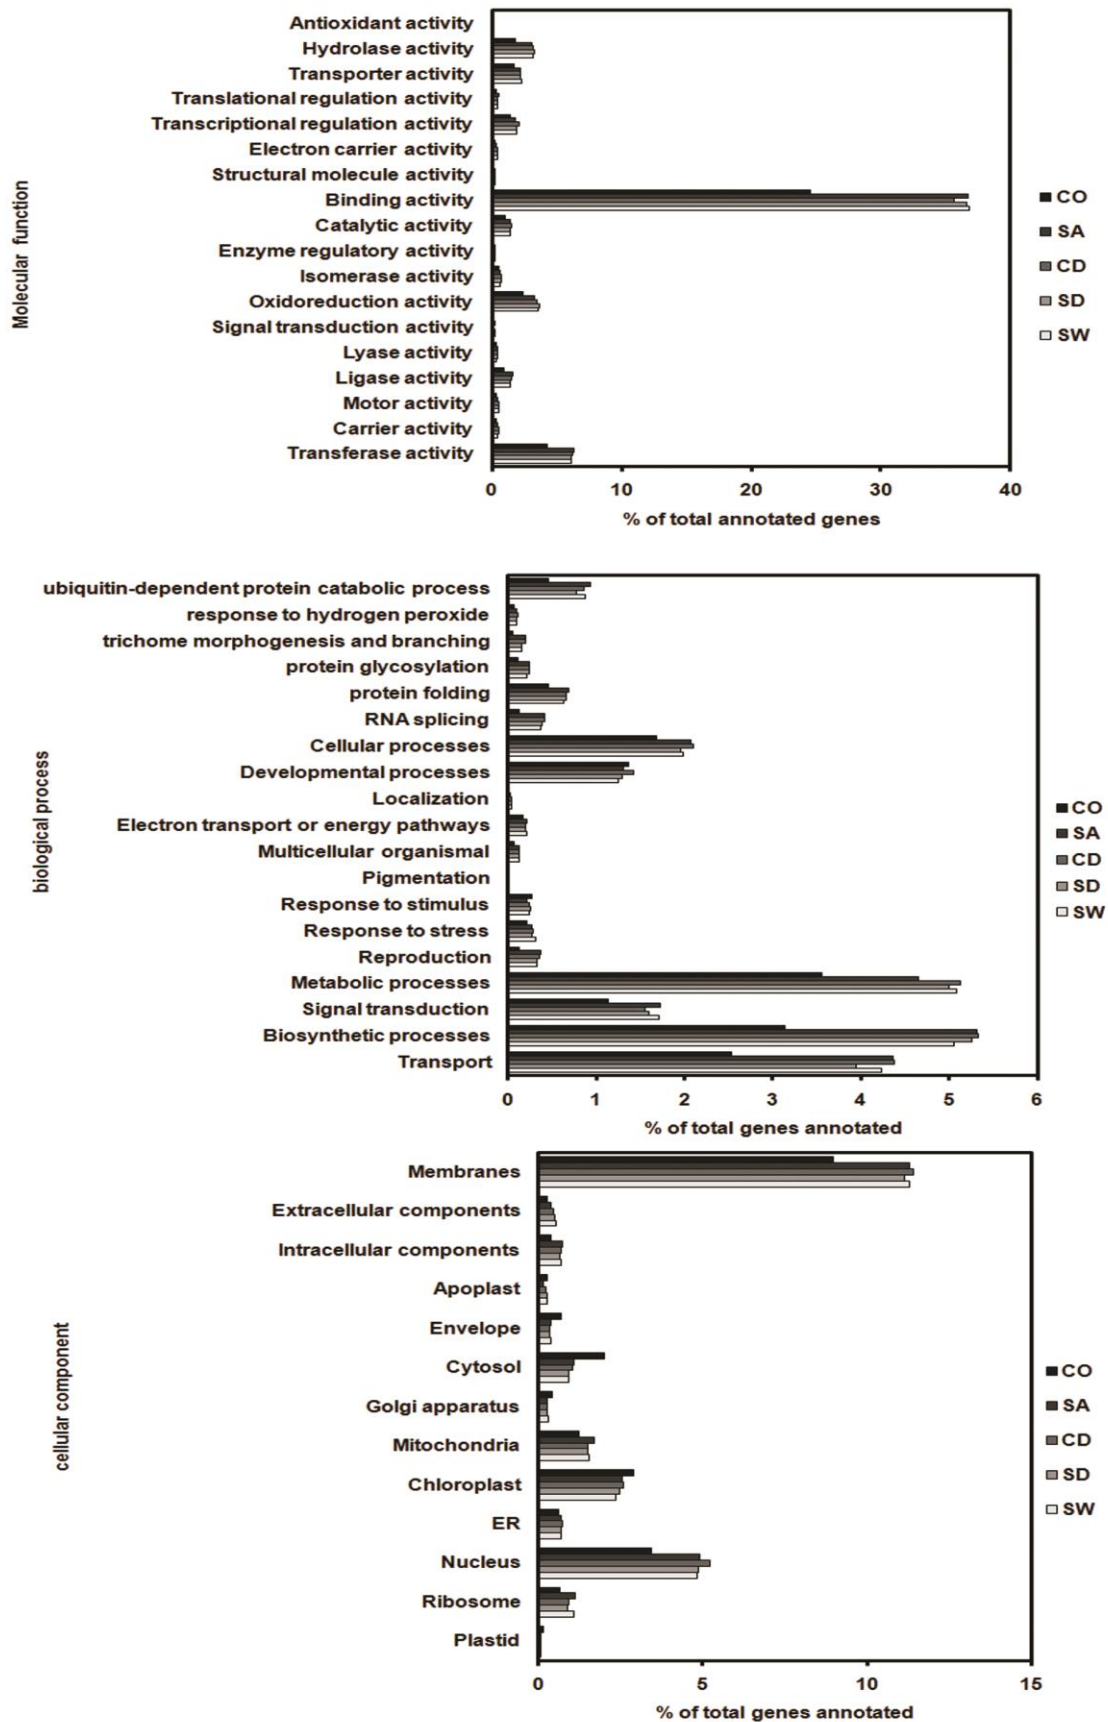 Molecular function
Antioxidant activity
Hydrolase activity
Transporter activity
Translational regulation activity
Transcriptional regulation activity
Electron carrier activity
Structural molecule activity
Binding activity
Catalytic activity
Enzyme regulatory activity
Isomerase activity
Oxidoreduction activity
Signal transduction activity
Lyase activity
Ligase activity
Motor activity
Carrier activity
Transferase activity
0 10 20 30 40
% of total annotated genes
CO
SA
CD
SD
SW
biological process
ubiquitin-dependent protein catabolic process
response to hydrogen peroxide
trichome morphogenesis and branching
protein glycosylation
protein folding
RNA splicing
Cellular processes
Developmental processes
Localization
Electron transport or energy pathways
Multicellular organismal
Pigmentation
Response to stimulus
Response to stress
Reproduction
Metabolic processes
Signal transduction
Biosynthetic processes
Transport
0 1 2 3 4 5 6
% of total genes annotated
CO
SA
CD
SD
SW
cellular component
Membranes
Extracellular components
Intracellular components
Apoplast
Envelope
Cytosol
Golgi apparatus
Mitochondria
Chloroplast
ER
Nucleus
Ribosome
Plastid
0 5 10 15
% of total genes annotated
CO
SA
CD
SD
SW